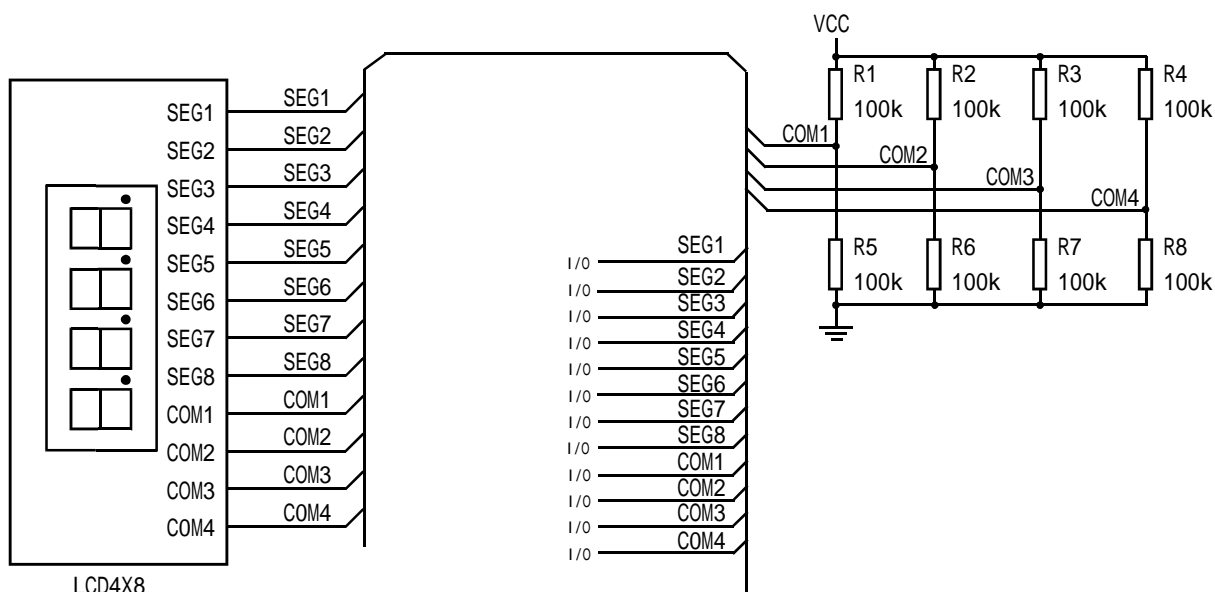 VCC
R1
100k
R2
100k
R3
100k
R4
100k
COM1
COM2
COM3
COM4
R5
100k
R6
100k
R7
100k
R8
100k
SEG1
SEG2
SEG3
SEG4
SEG5
SEG6
SEG7
SEG8
COM1
COM2
COM3
COM4
SEG1
SEG2
SEG3
SEG4
SEG5
SEG6
SEG7
SEG8
COM1
COM2
COM3
COM4
I/O SEG1
I/O SEG2
I/O SEG3
I/O SEG4
I/O SEG5
I/O SEG6
I/O SEG7
I/O SEG8
I/O COM1
I/O COM2
I/O COM3
I/O COM4
LCD4X8